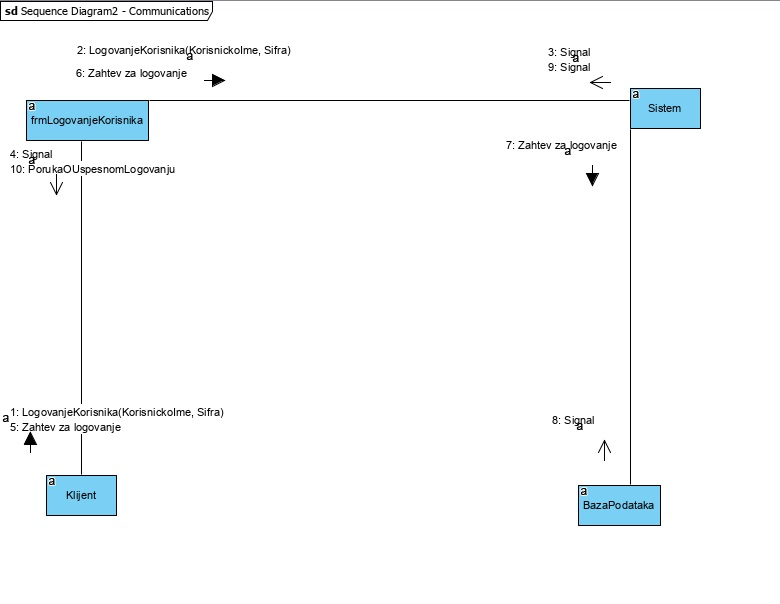 sd Sequence Diagram2 - Communications
2: LogovanjeKorisnika(KorisnickoIme, Sifra)
a
6: Zahtev za logovanje
3: Signal
a
9: Signal
a
frmLogovanjeKorisnika
a
Sistem
4: Signal
a
10: PorukaOUspesnomLogovanju
7: Zahtev za logovanje
a
1: LogovanjeKorisnika(KorisnickoIme, Sifra)
a
5: Zahtev za logovanje
8: Signal
a
a
Klijent
a
BazaPodataka